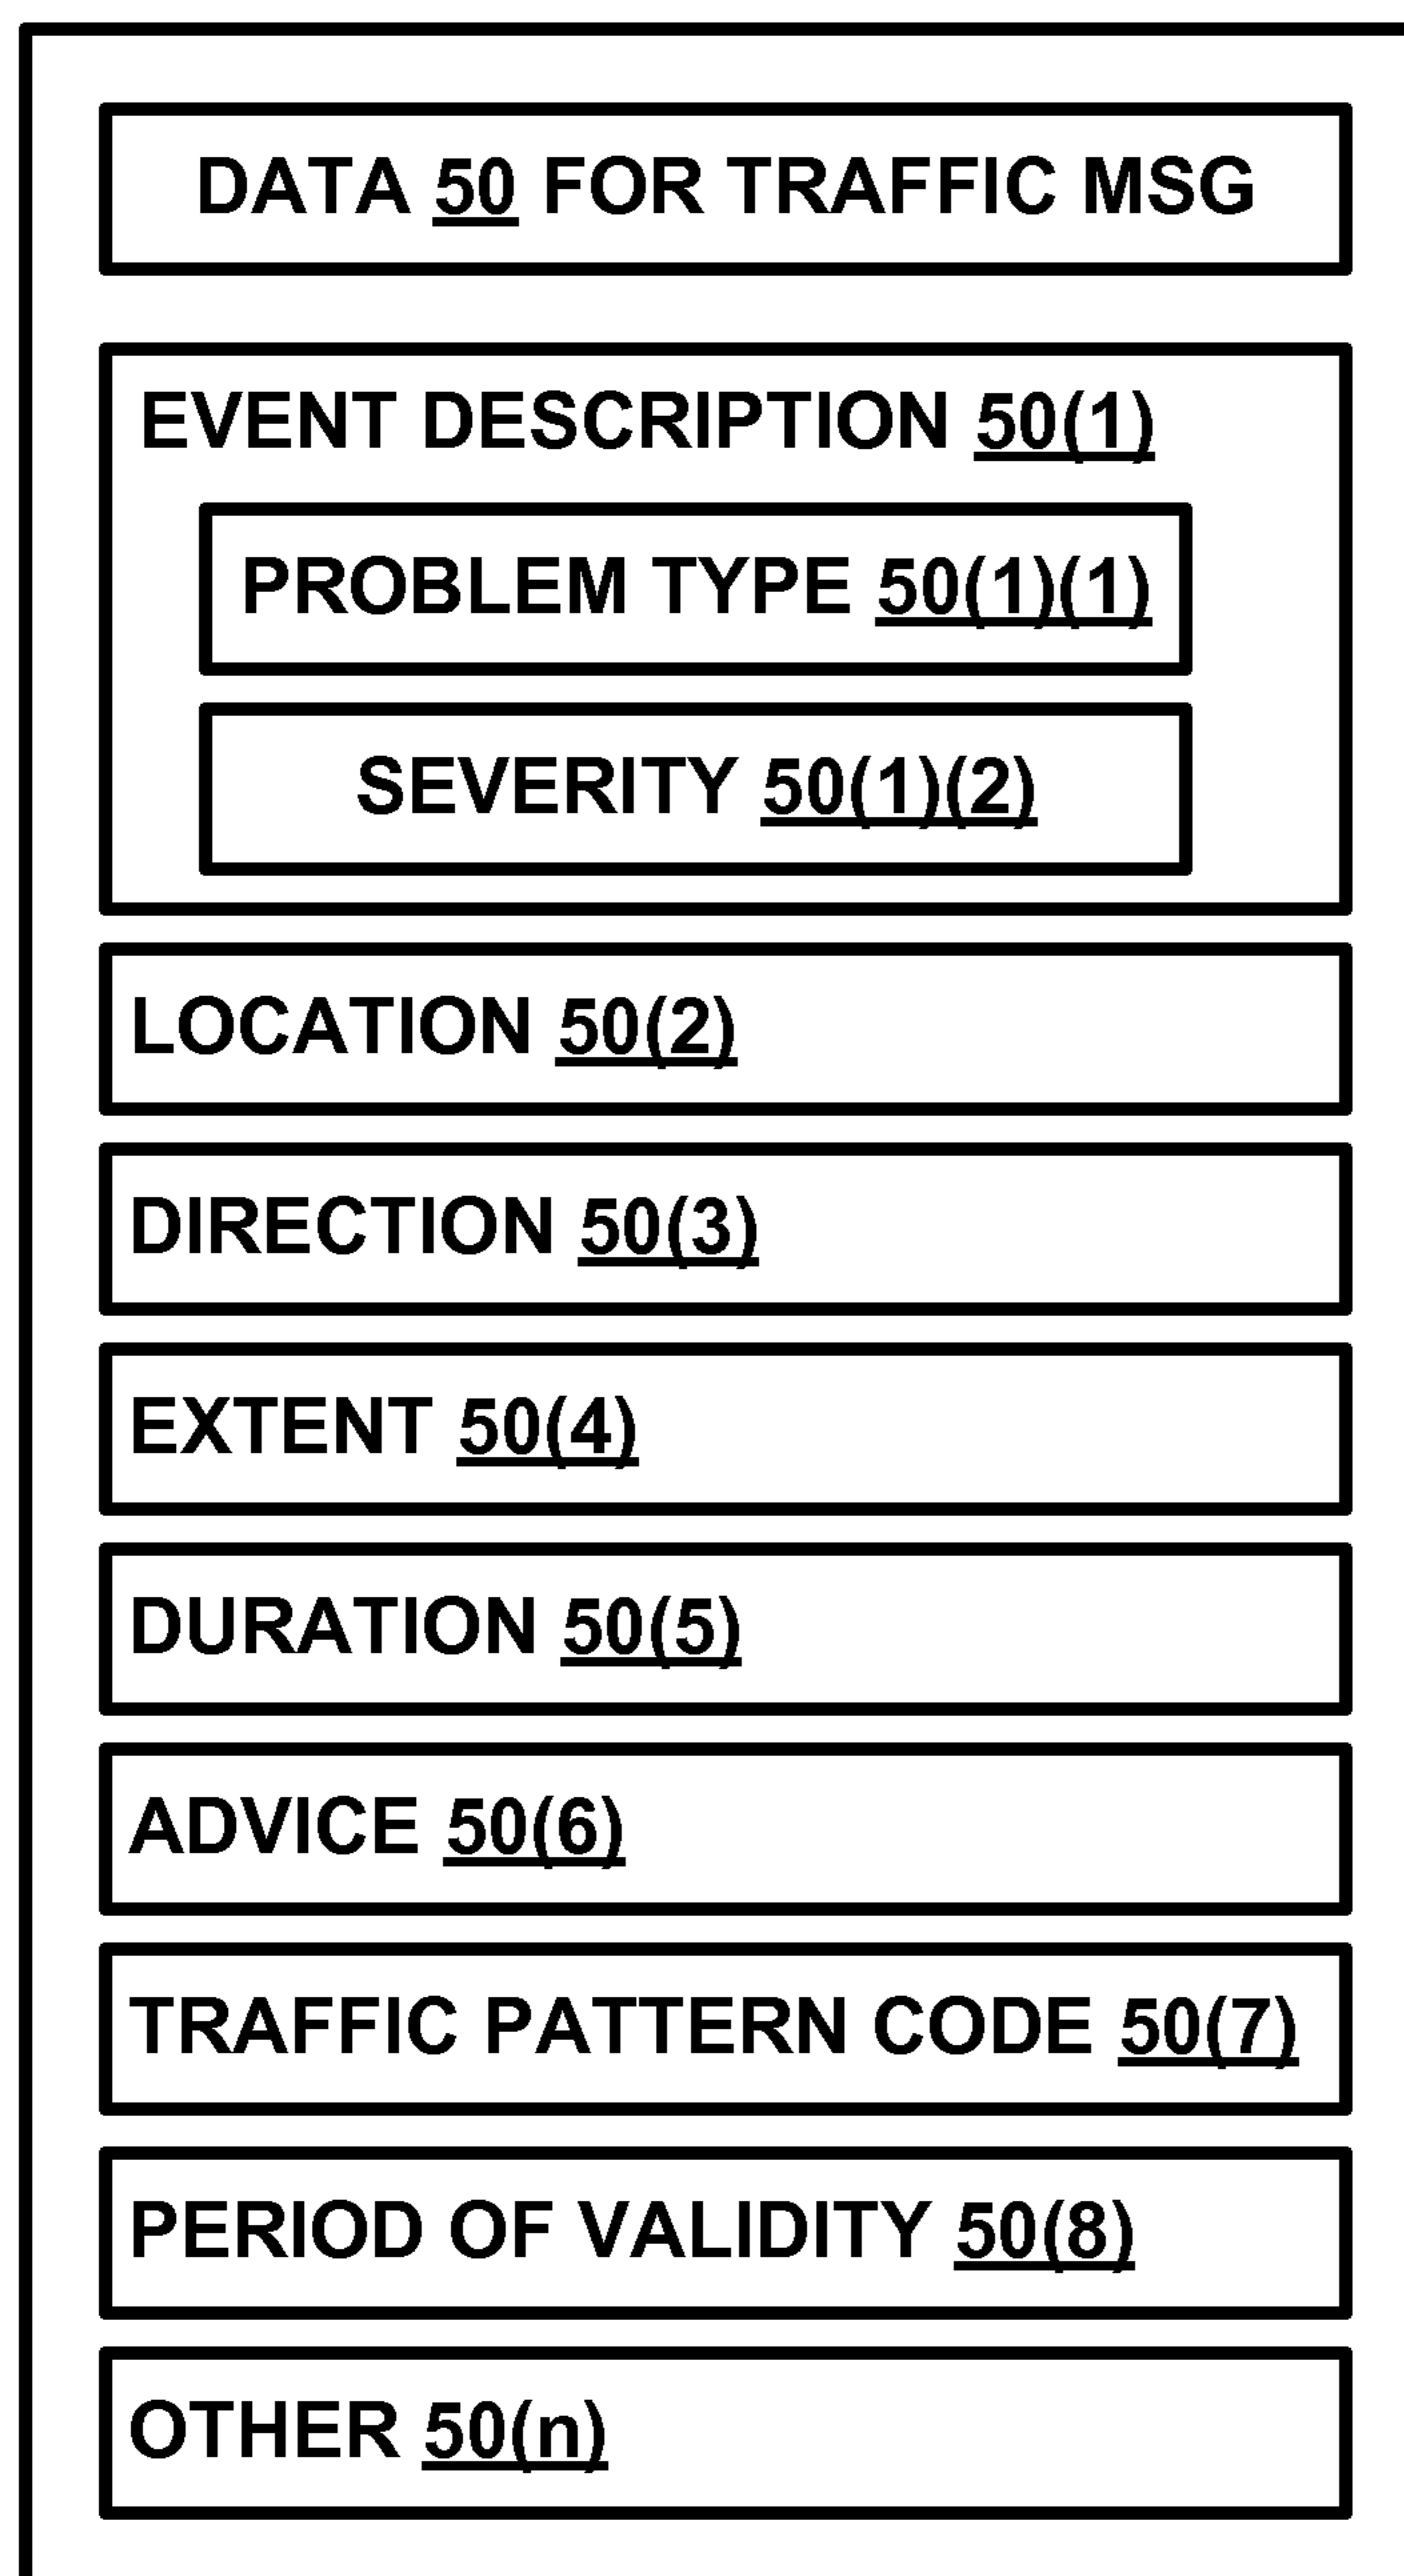 DATA 50 FOR TRAFFIC MSG
EVENT DESCRIPTION 50(1)
PROBLEM TYPE 50(1)(1)
SEVERITY 50(1)(2)
LOCATION 50(2)
DIRECTION 50(3)
EXTENT 50(4)
DURATION 50(5)
ADVICE 50(6)
TRAFFIC PATTERN CODE 50(7)
PERIOD OF VALIDITY 50(8)
OTHER 50(n)